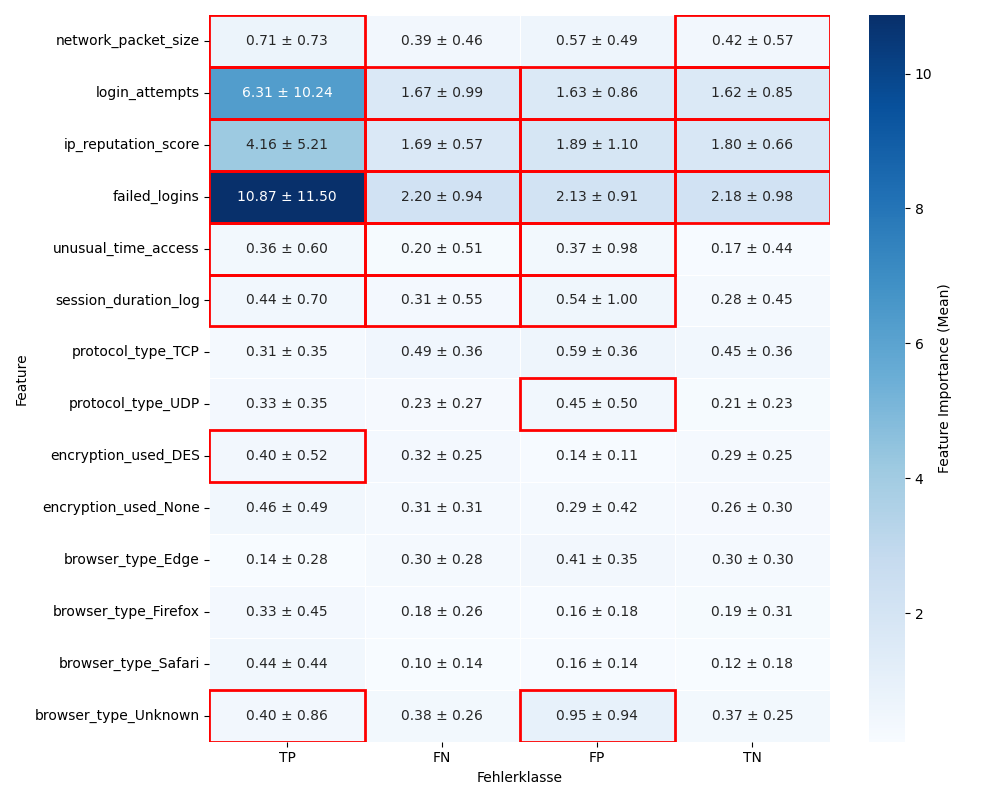 network_packet_size 0.71 ± 0.73 0.39 ± 0.46 0.57 ± 0.49 0.42 ± 0.57
login_attempts 6.31 ± 10.24 1.67 ± 0.99 1.63 ± 0.86 1.62 ± 0.85
ip_reputation_score 4.16 ± 5.21 1.69 ± 0.57 1.89 ± 1.10 1.80 ± 0.66
failed_logins 10.87 ± 11.50 2.20 ± 0.94 2.13 ± 0.91 2.18 ± 0.98
unusual_time_access 0.36 ± 0.60 0.20 ± 0.51 0.37 ± 0.98 0.17 ± 0.44
session_duration_log 0.44 ± 0.70 0.31 ± 0.55 0.54 ± 1.00 0.28 ± 0.45
protocol_type_TCP 0.31 ± 0.35 0.49 ± 0.36 0.59 ± 0.36 0.45 ± 0.36
protocol_type_UDP 0.33 ± 0.35 0.23 ± 0.27 0.45 ± 0.50 0.21 ± 0.23
encryption_used_DES 0.40 ± 0.52 0.32 ± 0.25 0.14 ± 0.11 0.29 ± 0.25
encryption_used_None 0.46 ± 0.49 0.31 ± 0.31 0.29 ± 0.42 0.26 ± 0.30
browser_type_Edge 0.14 ± 0.28 0.30 ± 0.28 0.41 ± 0.35 0.30 ± 0.30
browser_type_Firefox 0.33 ± 0.45 0.18 ± 0.26 0.16 ± 0.18 0.19 ± 0.31
browser_type_Safari 0.44 ± 0.44 0.10 ± 0.14 0.16 ± 0.14 0.12 ± 0.18
browser_type_Unknown 0.40 ± 0.86 0.38 ± 0.26 0.95 ± 0.94 0.37 ± 0.25
TP FN FP TN
Fehlerklasse
Feature
10
8
6
4
2
Feature Importance (Mean)